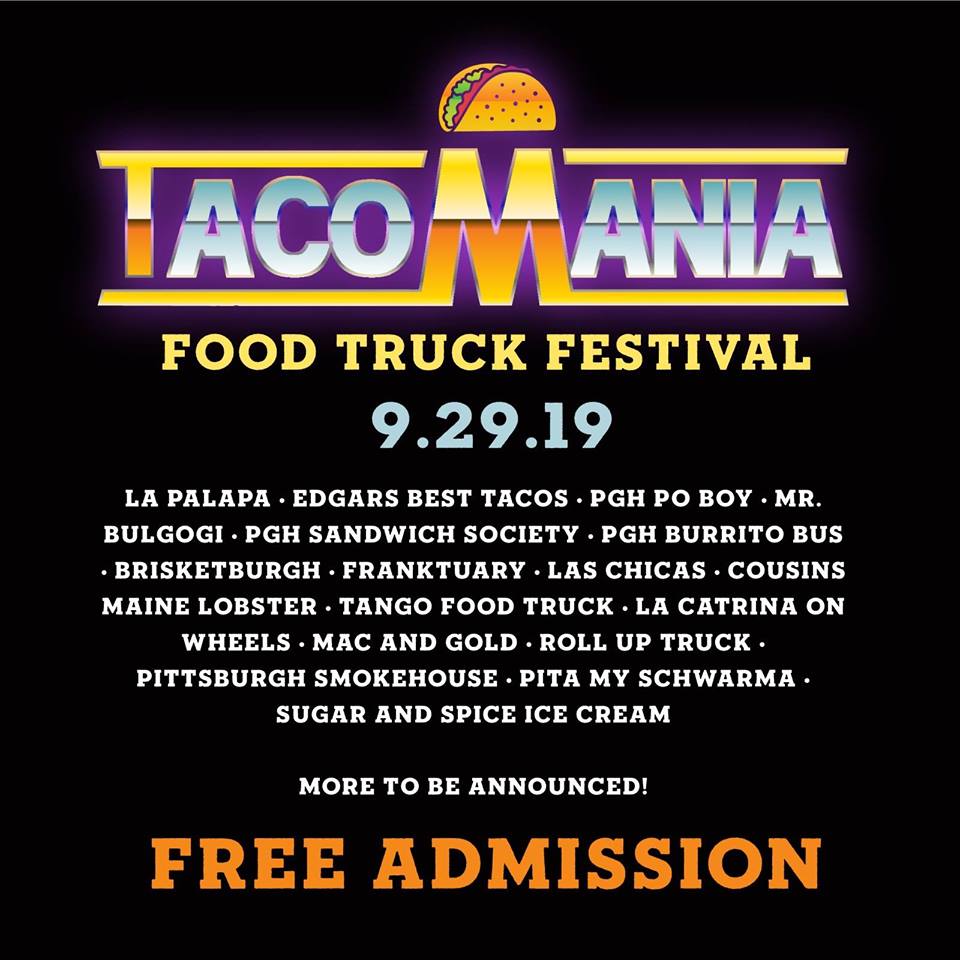 TACOMANIA
FOOD TRUCK FESTIVAL
9.29.19
LA PALAPA · EDGARS BEST TACOS · PGH PO BOY · MR.
BULGOGI · PGH SANDWICH SOCIETY · PGH BURRITO BUS
· BRISKETBURGH · FRANKTUARY · LAS CHICAS · COUSINS
MAINE LOBSTER · TANGO FOOD TRUCK · LA CATRINA ON
WHEELS · MAC AND GOLD · ROLL UP TRUCK ·
PITTSBURGH SMOKEHOUSE · PITA MY SCHWARMA ·
SUGAR AND SPICE ICE CREAM
MORE TO BE ANNOUNCED!
FREE ADMISSION